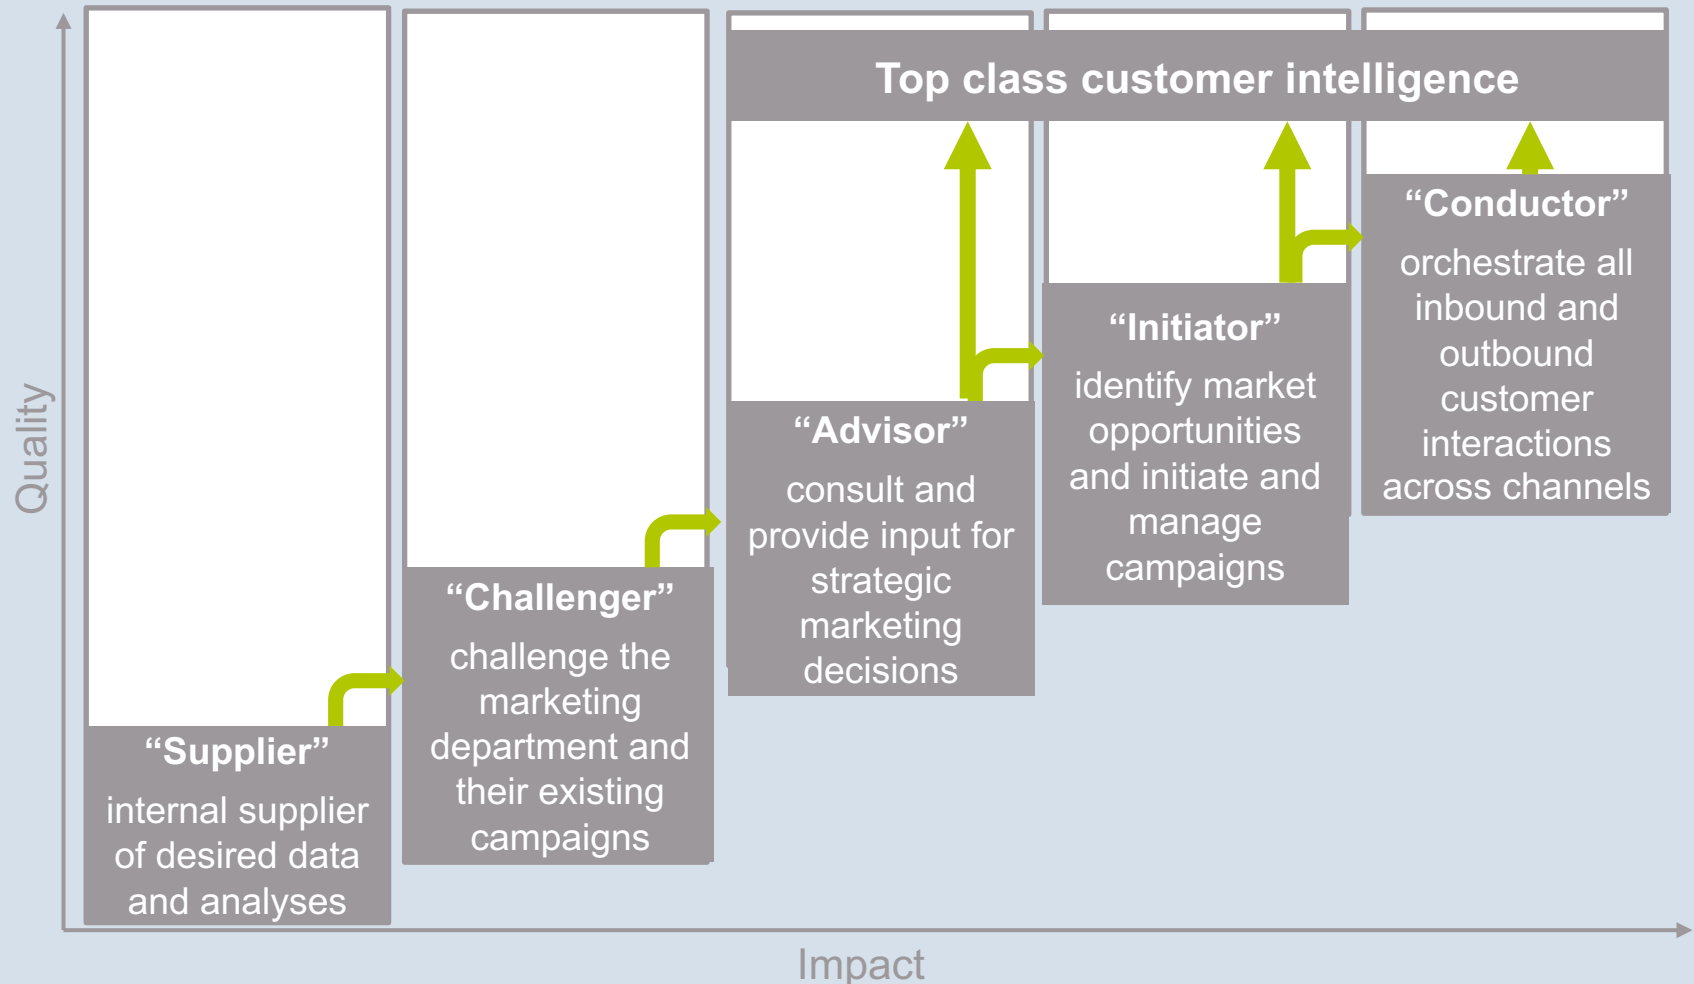 Top class customer intelligence
“Conductor”
orchestrate all
inbound and
outbound
customer
interactions
across channels
“Initiator”
identify market
opportunities
and initiate and
manage
campaigns
“Advisor”
consult and
provide input for
strategic
marketing
decisions
“Challenger”
challenge the
marketing
department and
their existing
campaigns
“Supplier”
internal supplier
of desired data
and analyses
Quality
Impact